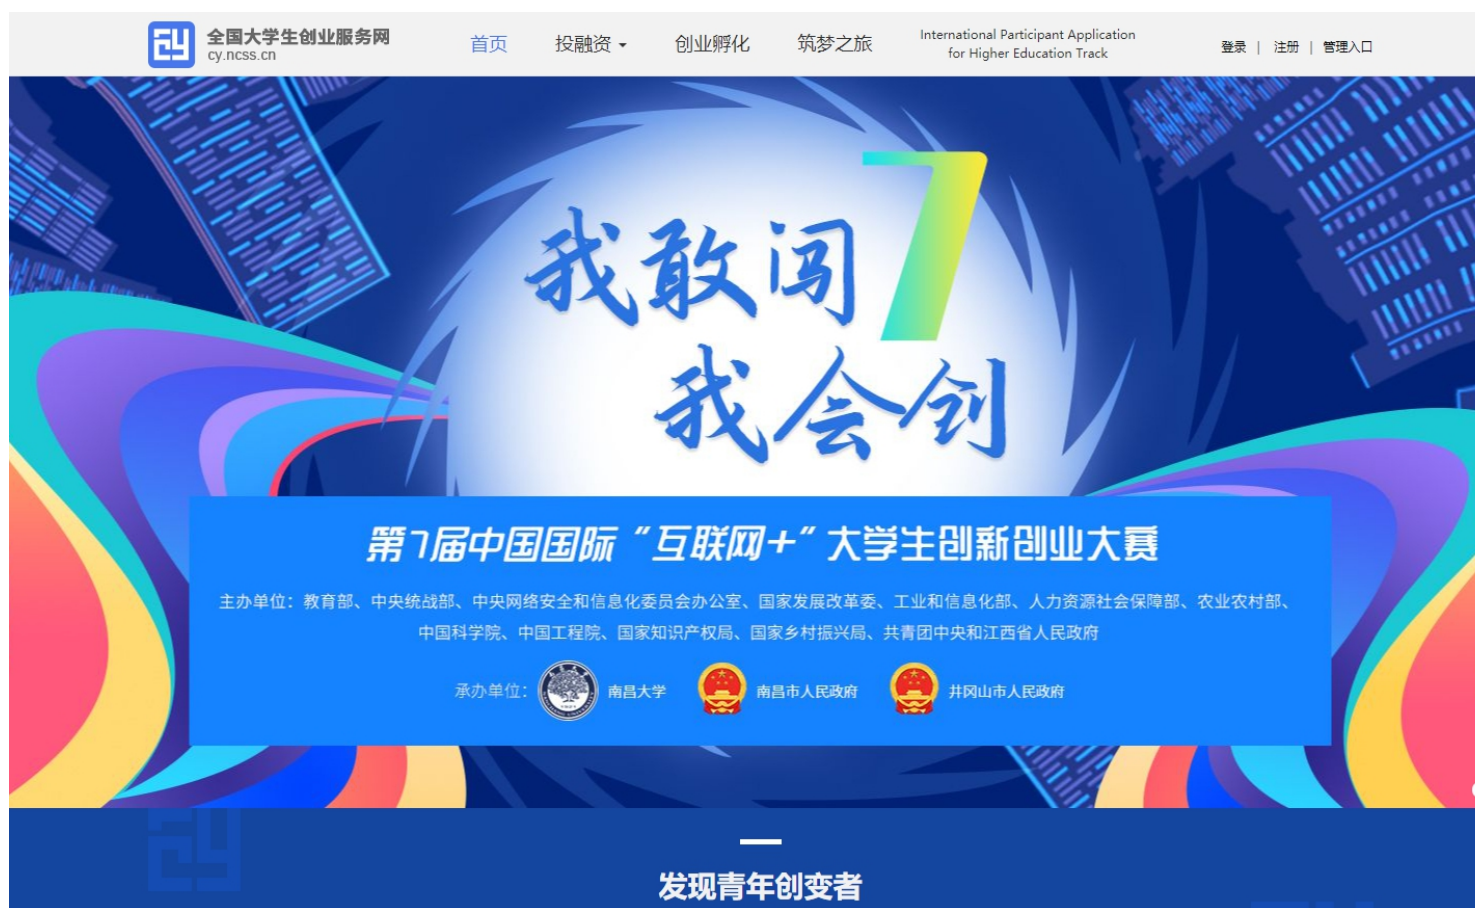 全国大学生创业服务网
cy.ncss.cn
首页
投融资
创业孵化
筑梦之旅
International Participant Application
for Higher Education Track
登录 | 注册 | 管理入口
7
我敢闯
我会创
第7届中国国际“互联网+”大学生创新创业大赛
主办单位：教育部、中央统战部、中央网络安全和信息化委员会办公室、国家发展改革委、工业和信息化部、人力资源社会保障部、农业农村部、
中国科学院、中国工程院、国家知识产权局、国家乡村振兴局、共青团中央和江西省人民政府
承办单位： 南昌大学 南昌市人民政府 井冈山市人民政府
发现青年创变者